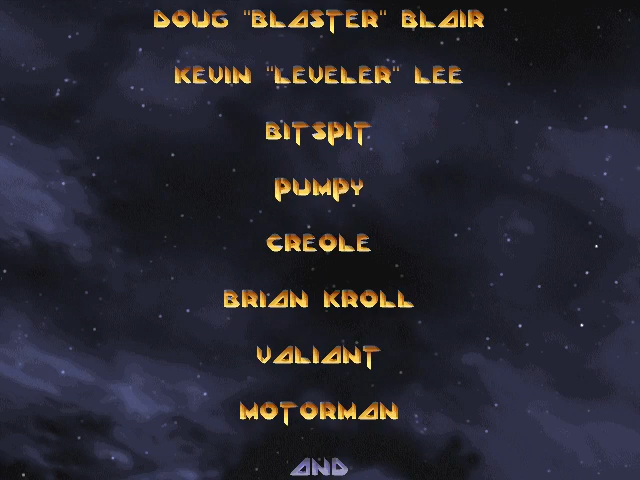 DOUG "BLASTER" BLAIR
KEVIN "LEVELER" LEE
BITSPIT
PUMPY
CREOLE
BRIAN KROLL
VALIANT
MOTORMAN
AND